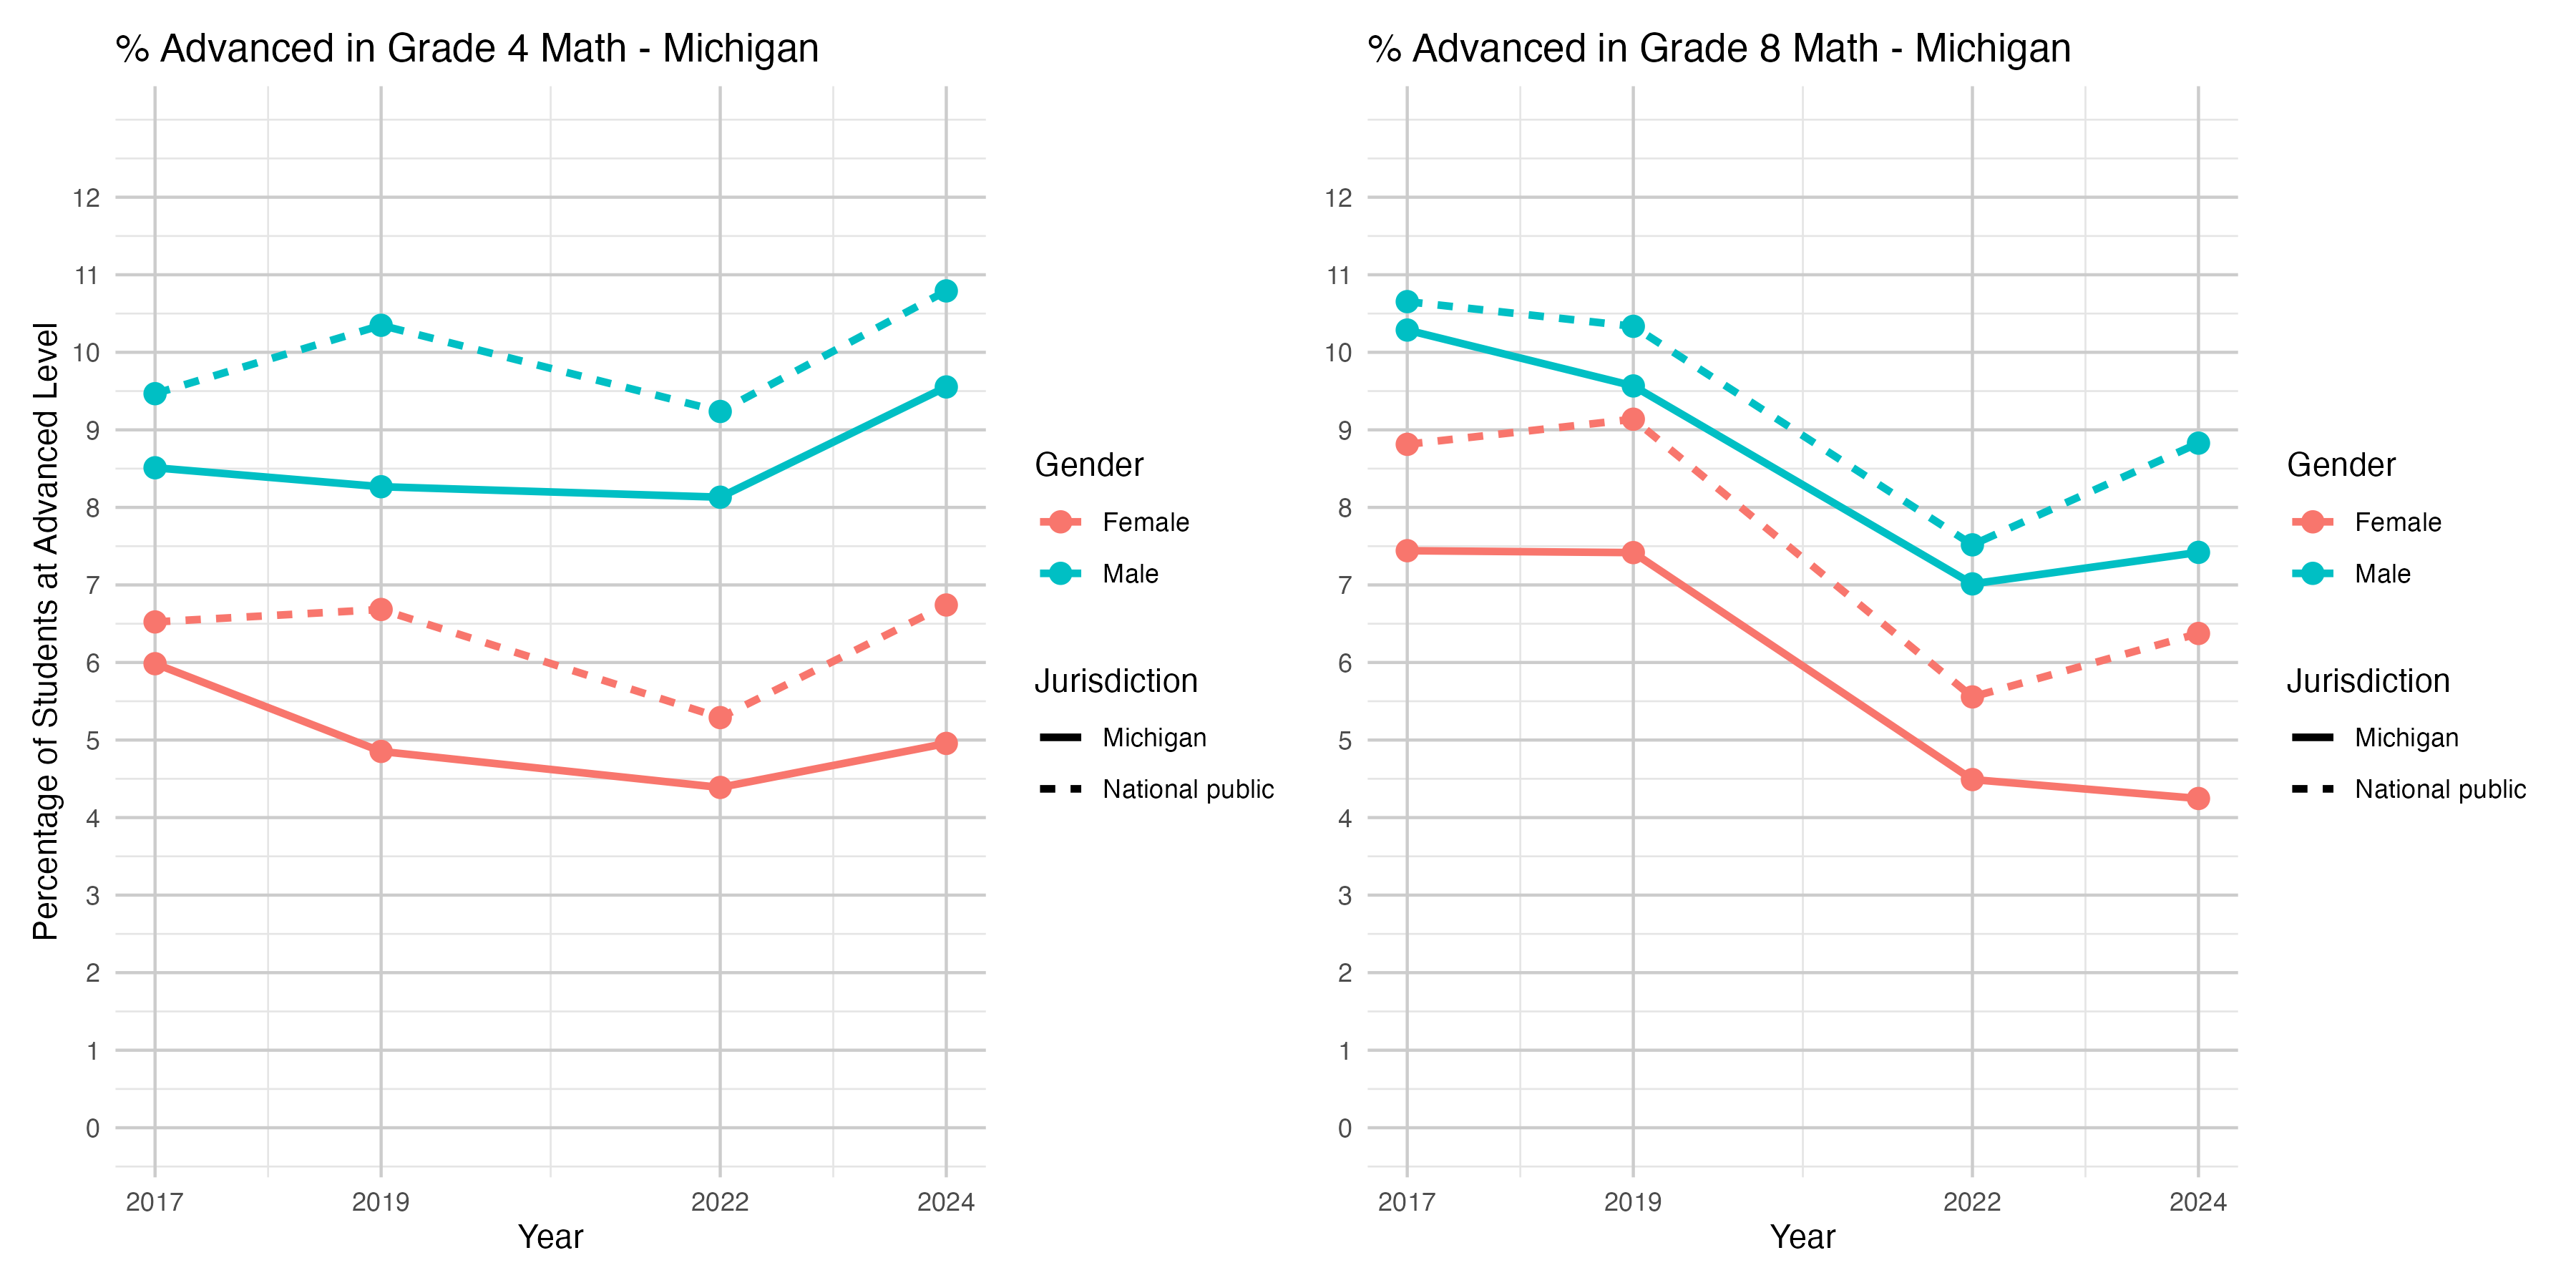 % Advanced in Grade 4 Math - Michigan
Percentage of Students at Advanced Level
12
11
10
9
8
7
6
5
4
3
2
1
0
2017
2019
2022
2024
Year
Gender
Female
Male
Jurisdiction
Michigan
National public
% Advanced in Grade 8 Math - Michigan
12
11
10
9
8
7
6
5
4
3
2
1
0
2017
2019
2022
2024
Year
Gender
Female
Male
Jurisdiction
Michigan
National public